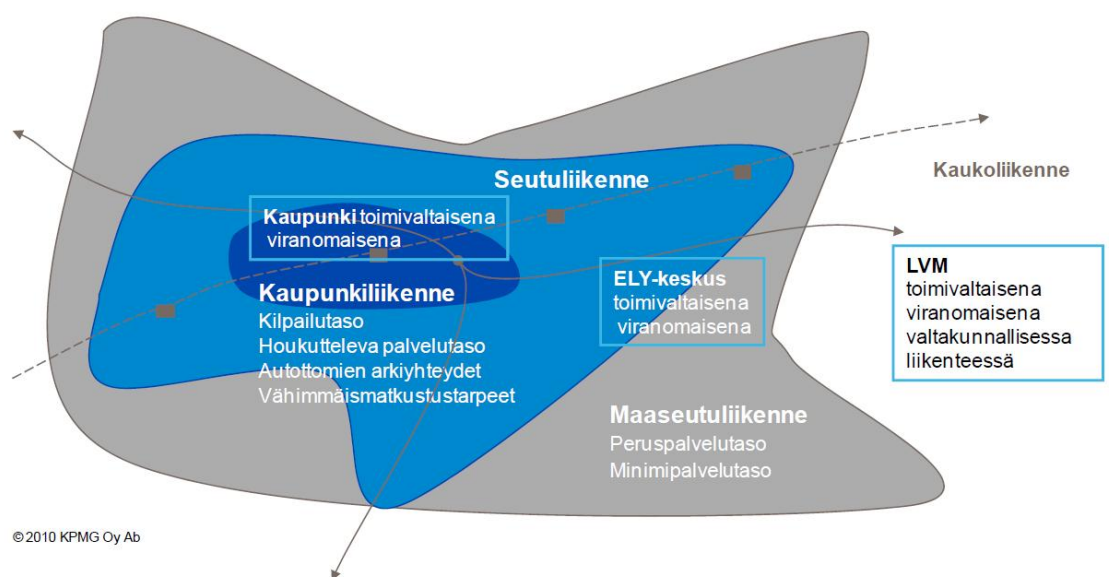 Seutuliikenne
Kaukoliikenne
Kaupunki toimivaltaisena
viranomaisena
Kaupunkiliikenne
Kilpailutaso
Houkutteleva palvelutaso
Autottomien arkiyhteydet
Vähimmäismatkustustarpeet
ELY-keskus
toimivaltaisena
viranomaisena
LVM
toimivaltaisena
viranomaisena
valtakunnallisessa
liikenteessä
Maaseutuliikenne
Peruspalvelutaso
Minimipalvelutaso
©2010 KPMG Oy Ab